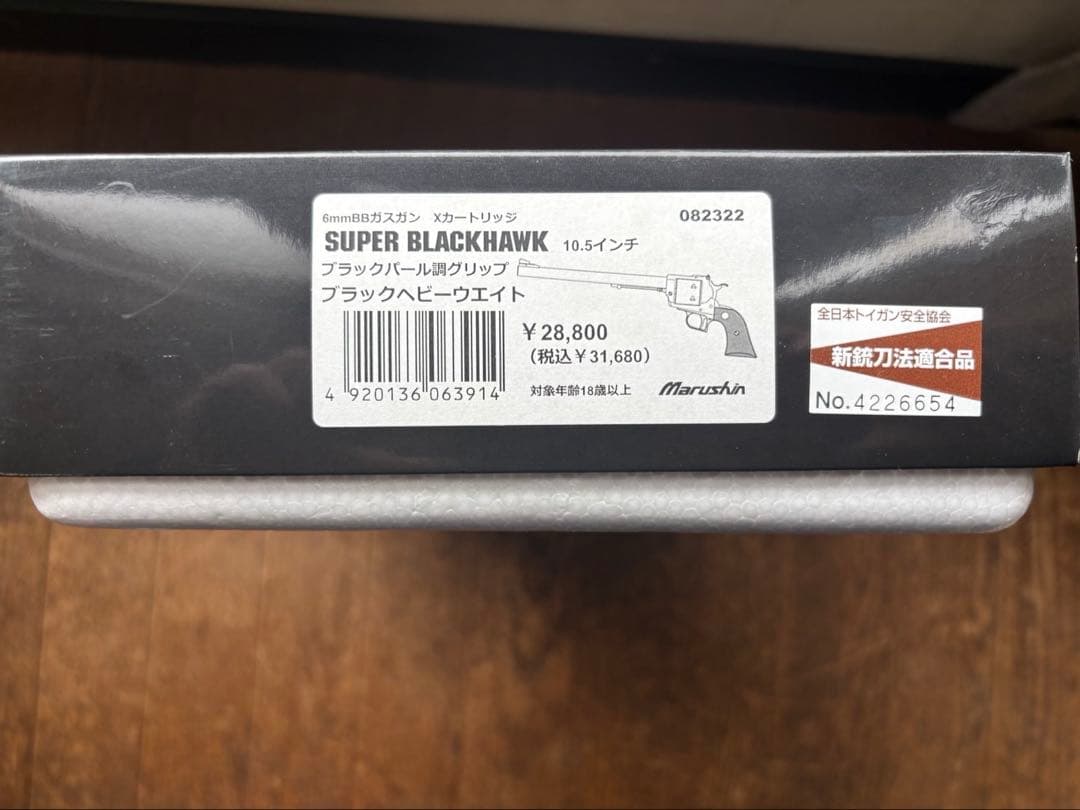 6mmBBガスガン Xカートリッジ
082322
SUPER BLACKHAWK 10.5インチ
ブラックパール調グリップ
ブラックヘビーウエイト
￥28,800
(税込￥31,680)
4 920136 063914
対象年齢18歳以上
Marushin
全日本トイガン安全協会
新銃刀法適合品
No.4226654